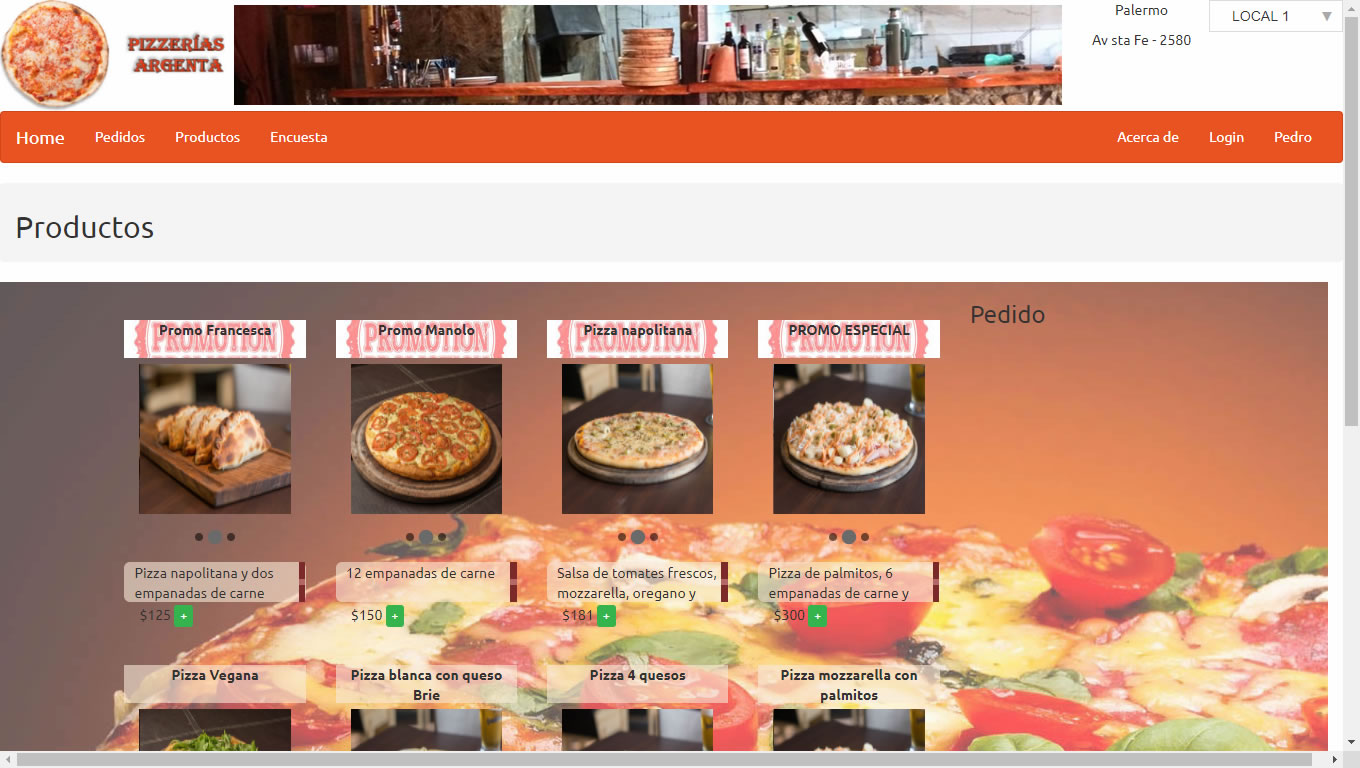 PIZZERÍAS
ARGENTA
Palermo
Av sta Fe - 2580
LOCAL 1
Home Pedidos Productos Encuesta Acerca de Login Pedro
Productos
Pedido
PROMOTION
Promo Francesca
PROMOTION
Promo Manolo
PROMOTION
Pizza napolitana
PROMOTION
PROMO ESPECIAL
Pizza napolitana y dos
empanadas de carne
$125 +
12 empanadas de carne
$150 +
Salsa de tomates frescos,
mozzarella, oregano y
$181 +
Pizza de palmitos, 6
empanadas de carne y
$300 +
Pizza Vegana
Pizza blanca con queso
Brie
Pizza 4 quesos
Pizza mozzarella con
palmitos